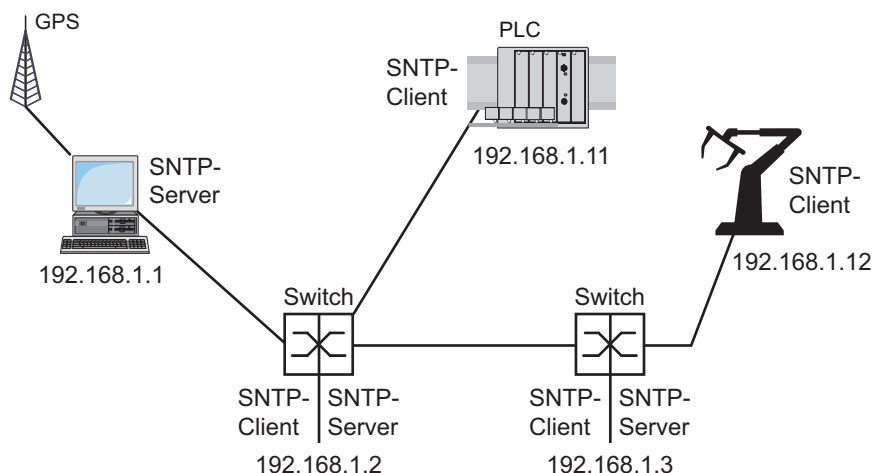 GPS
PLC
SNTP-
Client
192.168.1.11
SNTP-
Server
192.168.1.1
SNTP-
Client
192.168.1.12
Switch
Switch
SNTP-
Client
SNTP-
Server
192.168.1.2
SNTP-
Client
SNTP-
Server
192.168.1.3